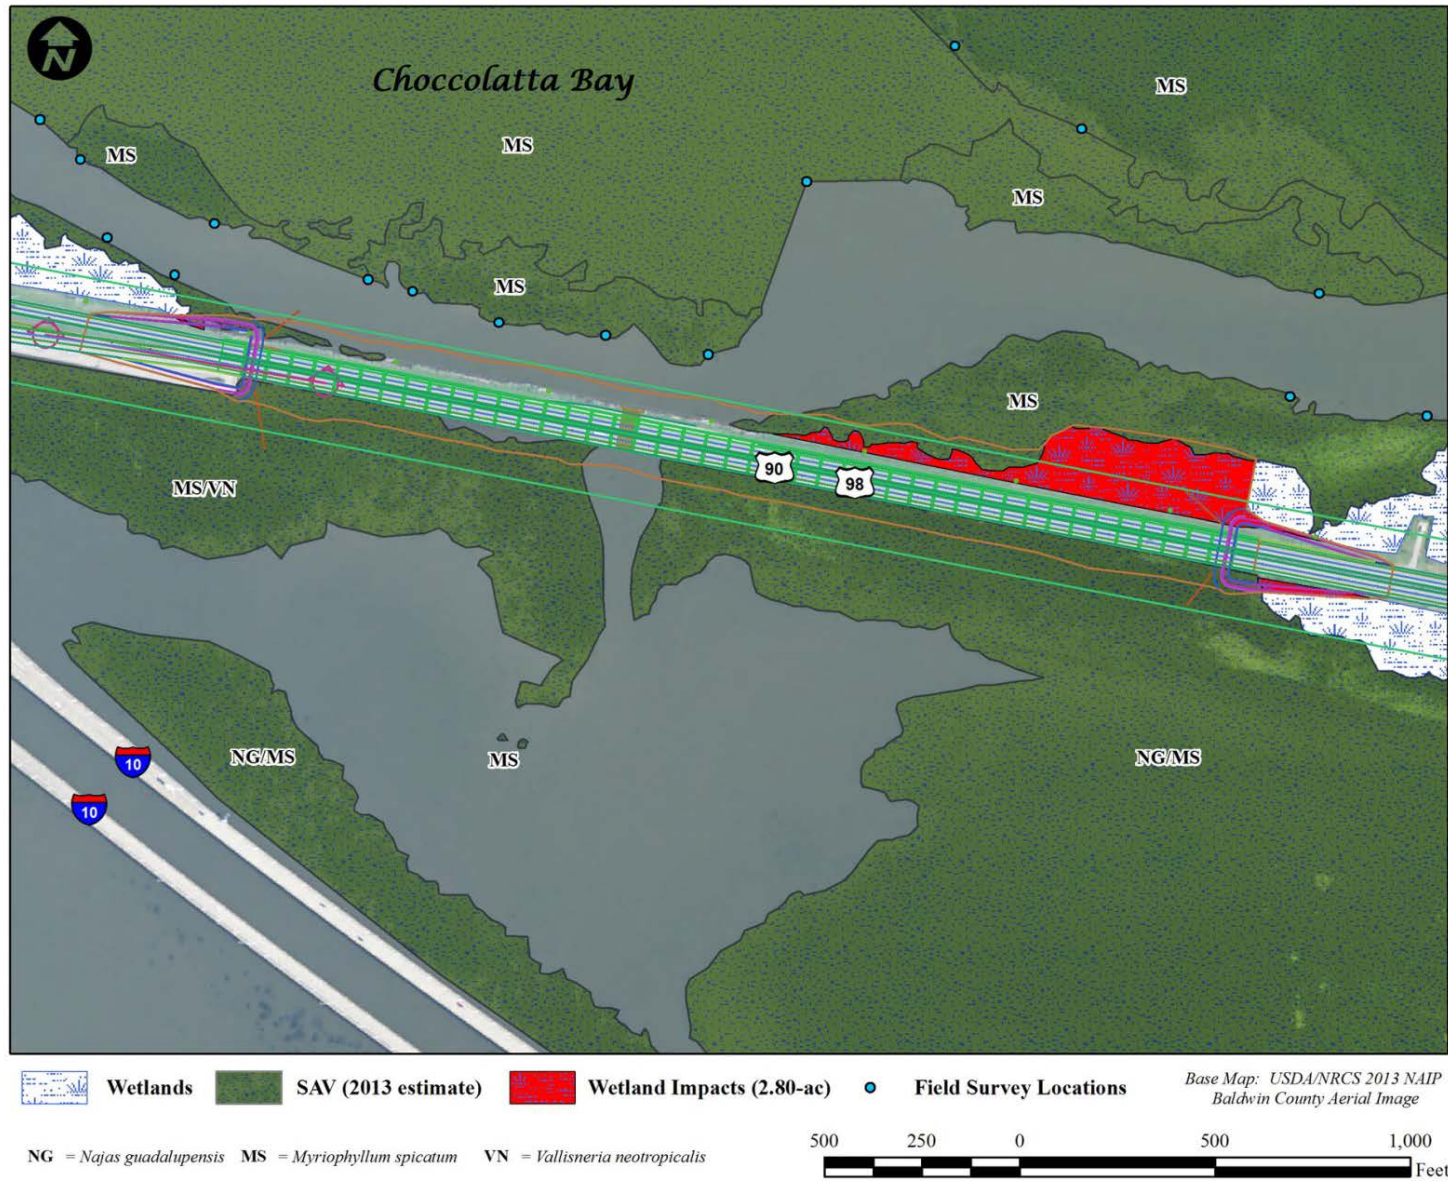 N
Choccolatta Bay
MS
MS
MS
MS
MS
MS
90
98
MS/VN
NG/MS
MS
NG/MS
10
10
Wetlands
SAV (2013 estimate)
Wetland Impacts (2.80-ac)
Field Survey Locations
Base Map: USDA/NRCS 2013 NAIP
Baldwin County Aerial Image
NG = Najas guadalupensis MS = Myriophyllum spicatum VN = Vallisneria neotropicalis
500 250 0 500 1,000
Feet